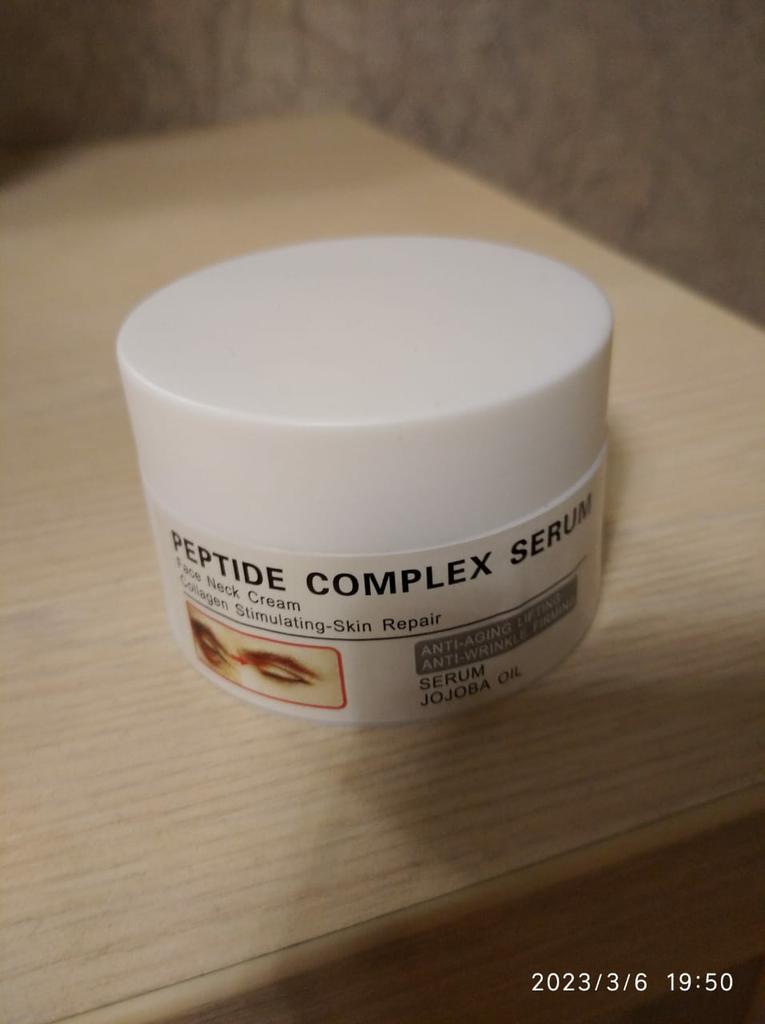 PEPTIDE COMPLEX SERUM
Face Neck Cream
Collagen Stimulating-Skin Repair
ANTI-AGING LIFTING
ANTI-WRINKLE FIRMING
SERUM
JOJOBA OIL
2023/3/6 19:50